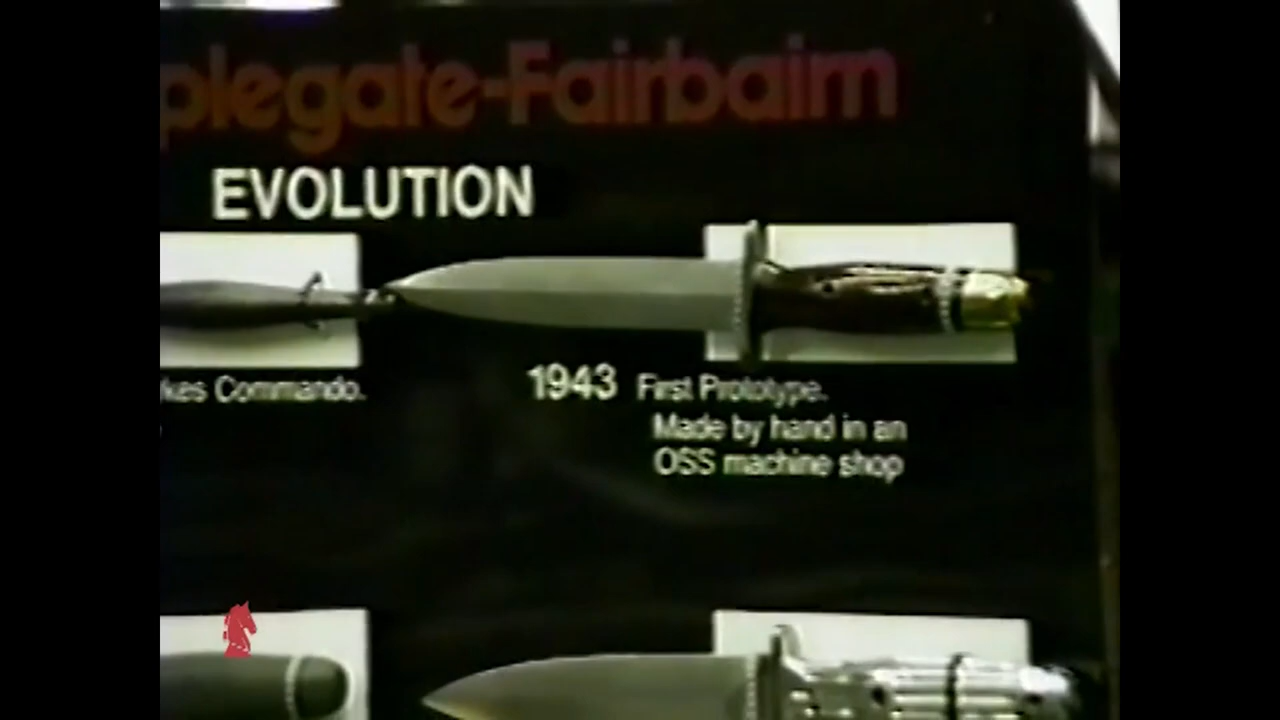 plegate-Fairbairn
EVOLUTION
kes Commando.
1943 First Prototype.
Made by hand in an
OSS machine shop